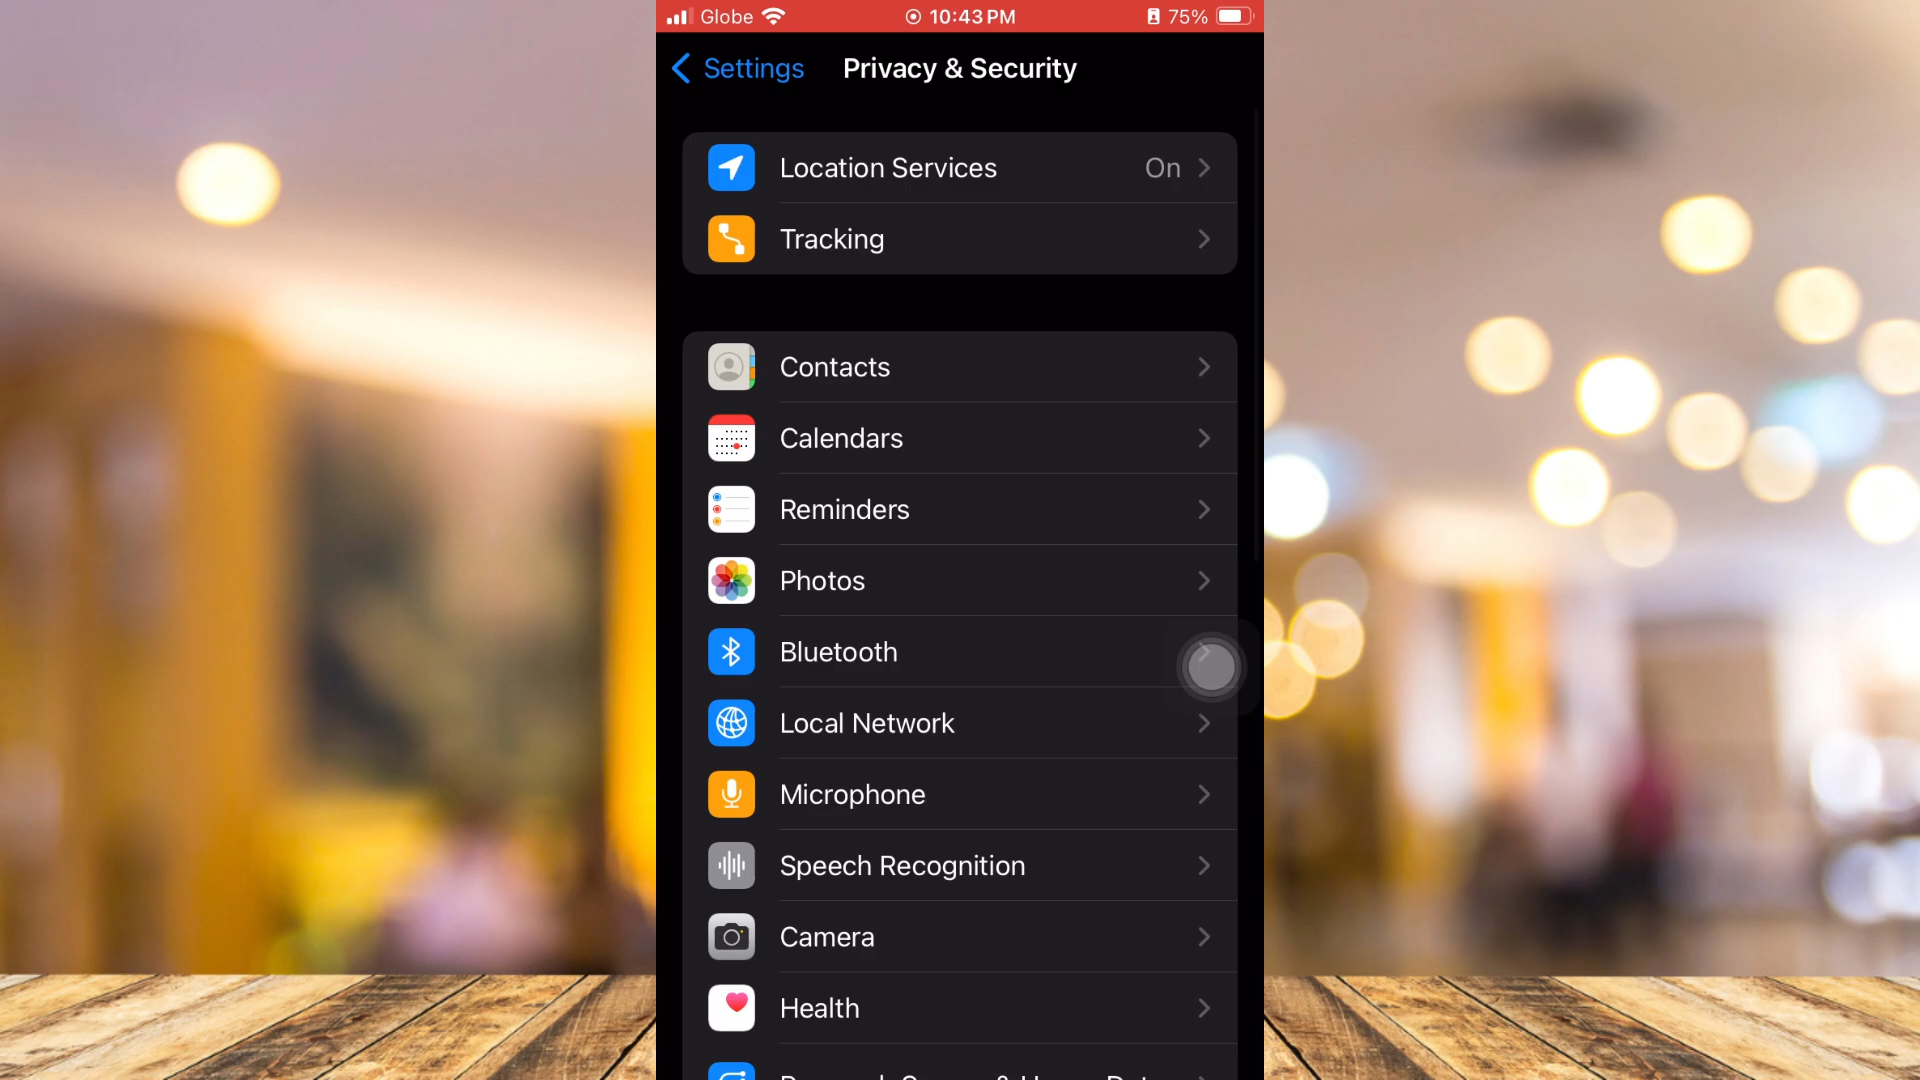 Globe 10:43 PM 75%
Settings Privacy & Security
Location Services On
Tracking
Contacts
Calendars
Reminders
Photos
Bluetooth
Local Network
Microphone
Speech Recognition
Camera
Health